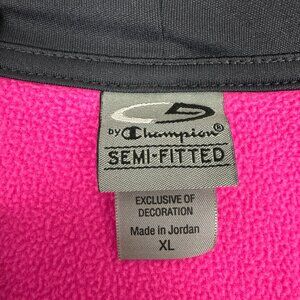 by Champion®
SEMI-FITTED
EXCLUSIVE OF
DECORATION
Made in Jordan
XL